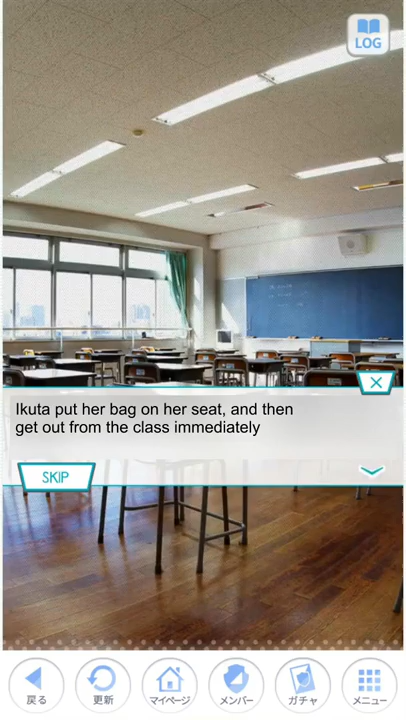 LOG
Ikuta put her bag on her seat, and then
get out from the class immediately
SKIP
戻る
更新
マイページ
メンバー
ガチャ
メニュー